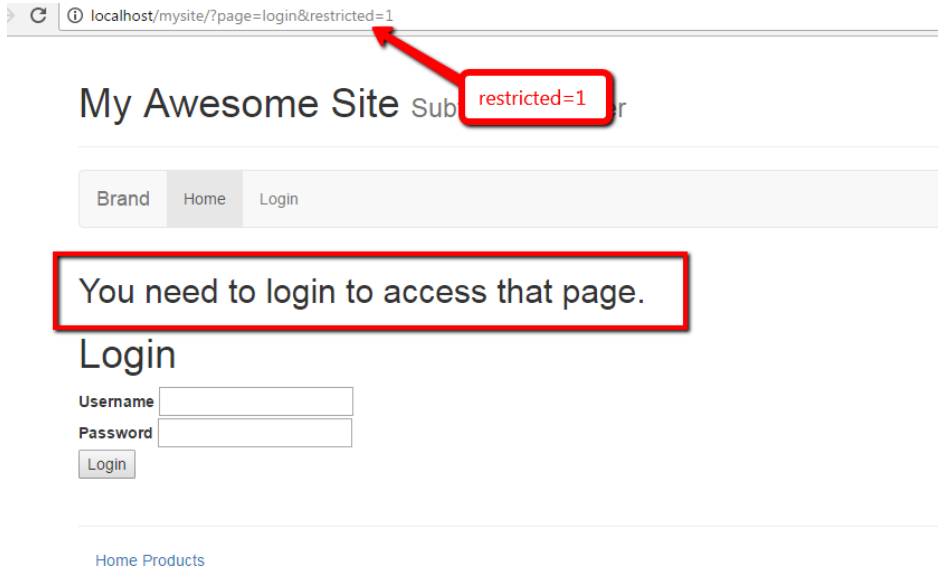 localhost/mysite/?page=login&restricted=1
restricted=1
My Awesome Site
Brand Home Login
You need to login to access that page.
Login
Username
Password
Login
Home Products